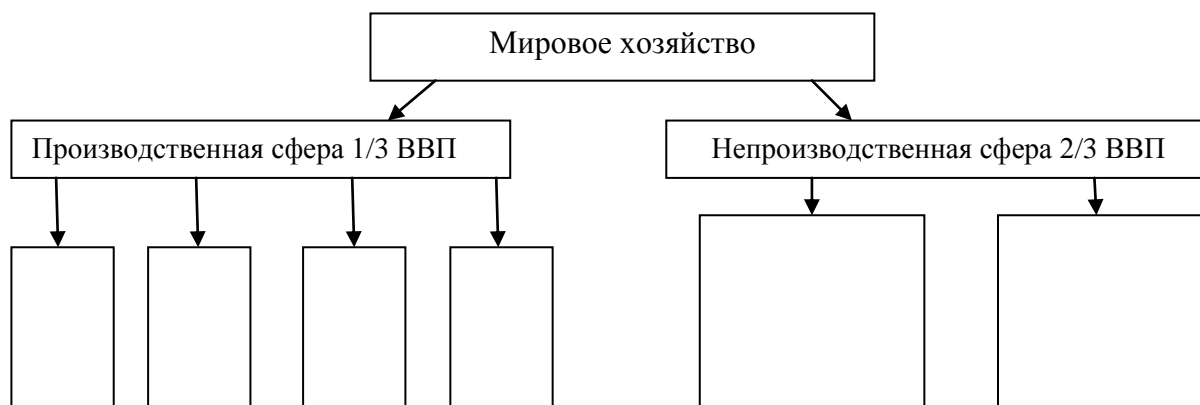 Мировое хозяйство
Производственная сфера 1/3 ВВП
Непроизводственная сфера 2/3 ВВП